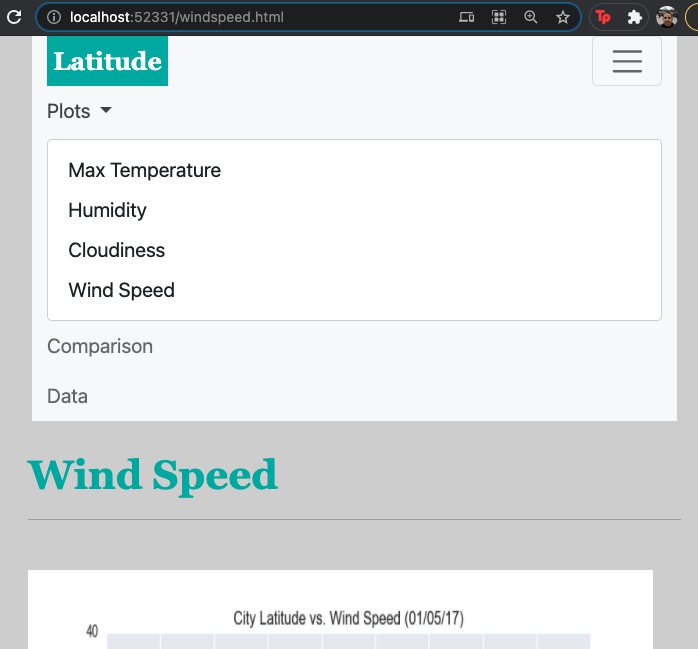 localhost:52331/windspeed.html
Tp
Latitude
Plots
Max Temperature
Humidity
Cloudiness
Wind Speed
Comparison
Data
Wind Speed
City Latitude vs. Wind Speed (01/05/17)
40